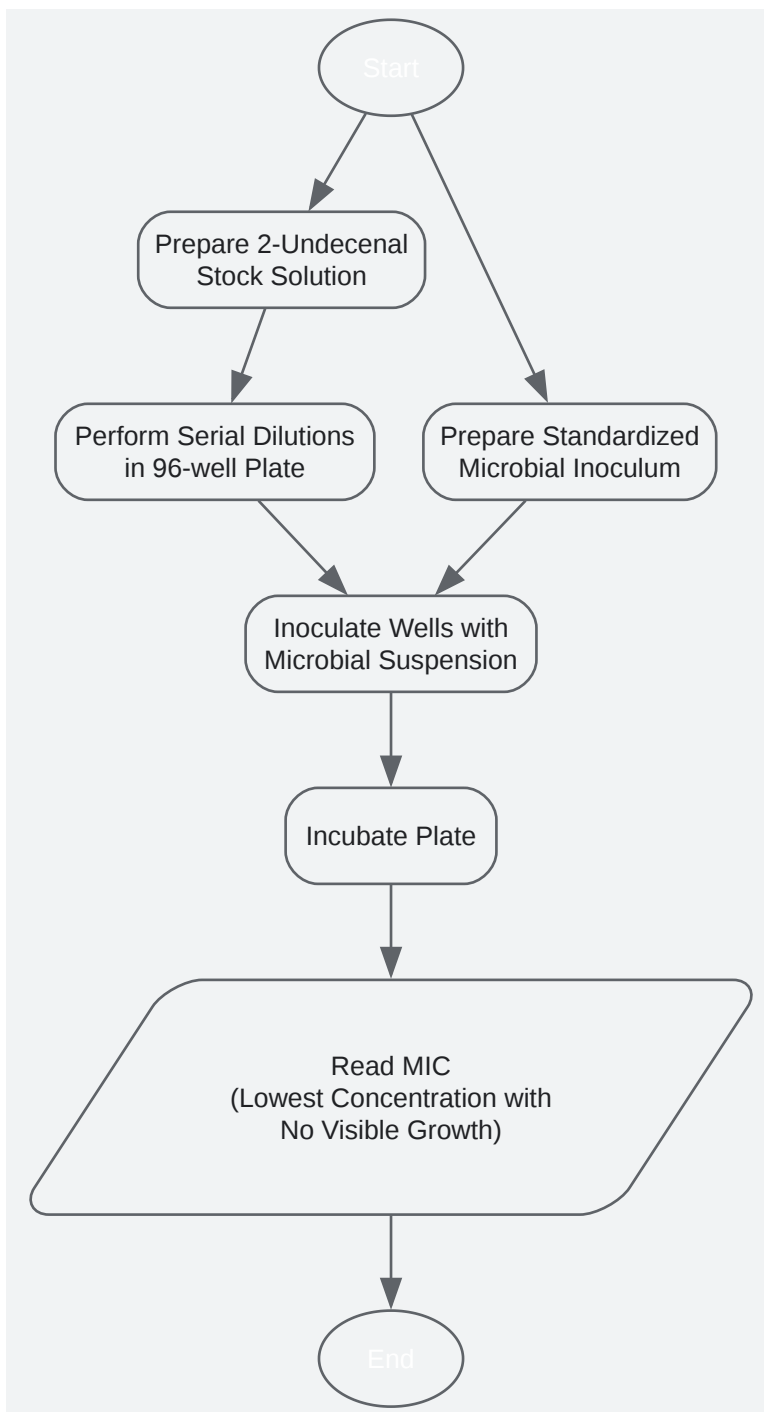 Start
Prepare 2-Undecenal
Stock Solution
Perform Serial Dilutions
in 96-well Plate
Prepare Standardized
Microbial Inoculum
Inoculate Wells with
Microbial Suspension
Incubate Plate
Read MIC
(Lowest Concentration with
No Visible Growth)
End